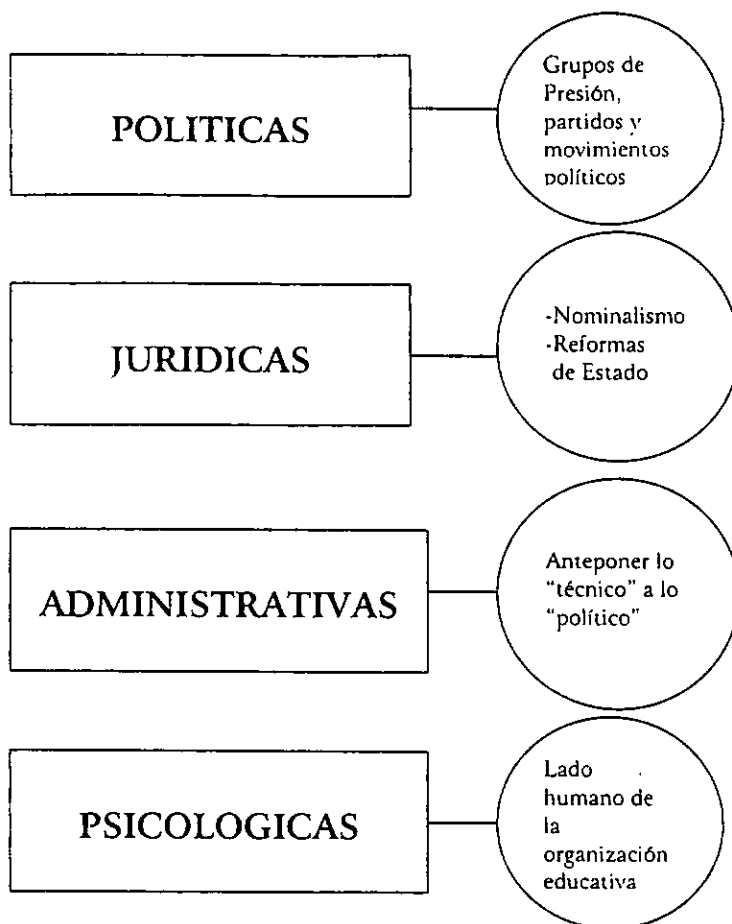 POLITICAS
Grupos de
Presión,
partidos y
movimientos
políticos
JURIDICAS
-Nominalismo
-Reformas
de Estado
ADMINISTRATIVAS
Anteponer lo
“técnico” a lo
“político”
PSICOLOGICAS
Lado
humano de
la
organización
educativa